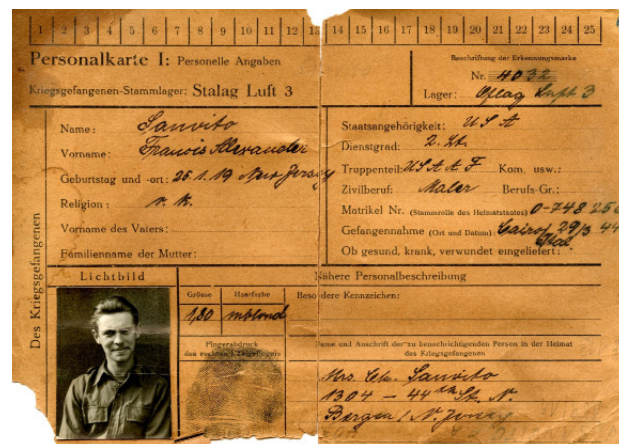 1 2 3 4 5 6 7 8 9 10 11 12 13 14 15 16 17 18 19 20 21 22 23 24 25
Personalkarte I: Personelle Angaben
Kriegsgefangenen-Stammlager: Stalag Luft 3
Beschriftung der Erkennungsmarke
Nr. 4032
Lager: Oflag Luft 3
Des Kriegsgefangenen
Name: Sanvito
Vorname: Francis Alexander
Geburtstag und -ort: 25.1.19 New Jersey
Religion: r. k.
Vorname des Vaters:
Familienname der Mutter:
Staatsangehörigkeit: U S A
Dienstgrad: 2. Lt.
Truppenteil: U S A A F Kom. usw.:
Zivilberuf: Maler Berufs-Gr.:
Matrikel Nr. (Stammrolle des Heimatstaates) 0-748 256
Gefangennahme (Ort und Datum): 29/3 44
Ital.
Ob gesund, krank, verwundet eingeliefert:
Lichtbild
Nähere Personalbeschreibung
Grösse Haarfarbe Besondere Kennzeichen:
1,80 mblond
Fingerabdruck
des rechten Zeigefingers
Name und Anschrift der zu benachrichtigenden Person in der Heimat
des Kriegsgefangenen
Mrs. Sanvito
1304 - 44th St. N.
Bergen / N. Jersey